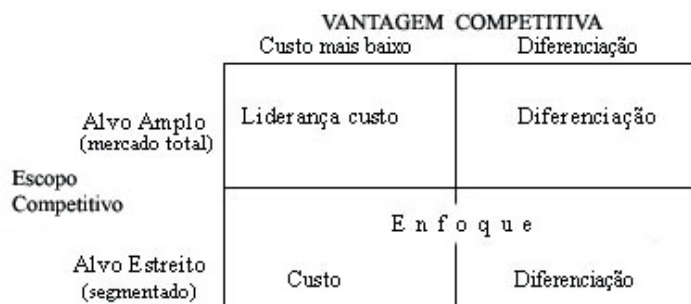 VANTAGEM COMPETITIVA
Custo mais baixo Diferenciação
Alvo Amplo
(mercado total)
Liderança custo Diferenciação
Escopo
Competitivo
Enfoque
Alvo Estreito
(segmentado)
Custo Diferenciação